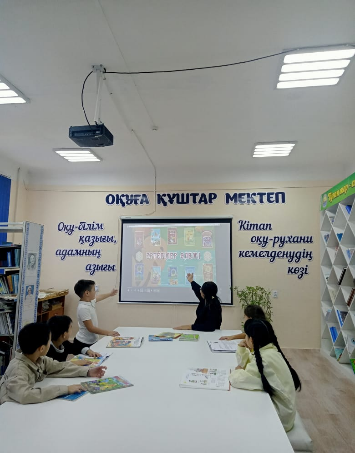 ОҚУҒА ҚҰШТАР МЕКТЕП
Оқу-білім
қазығы,
адамның
азығы
Кітап
оқу-рухани
кемелденудің
көзі